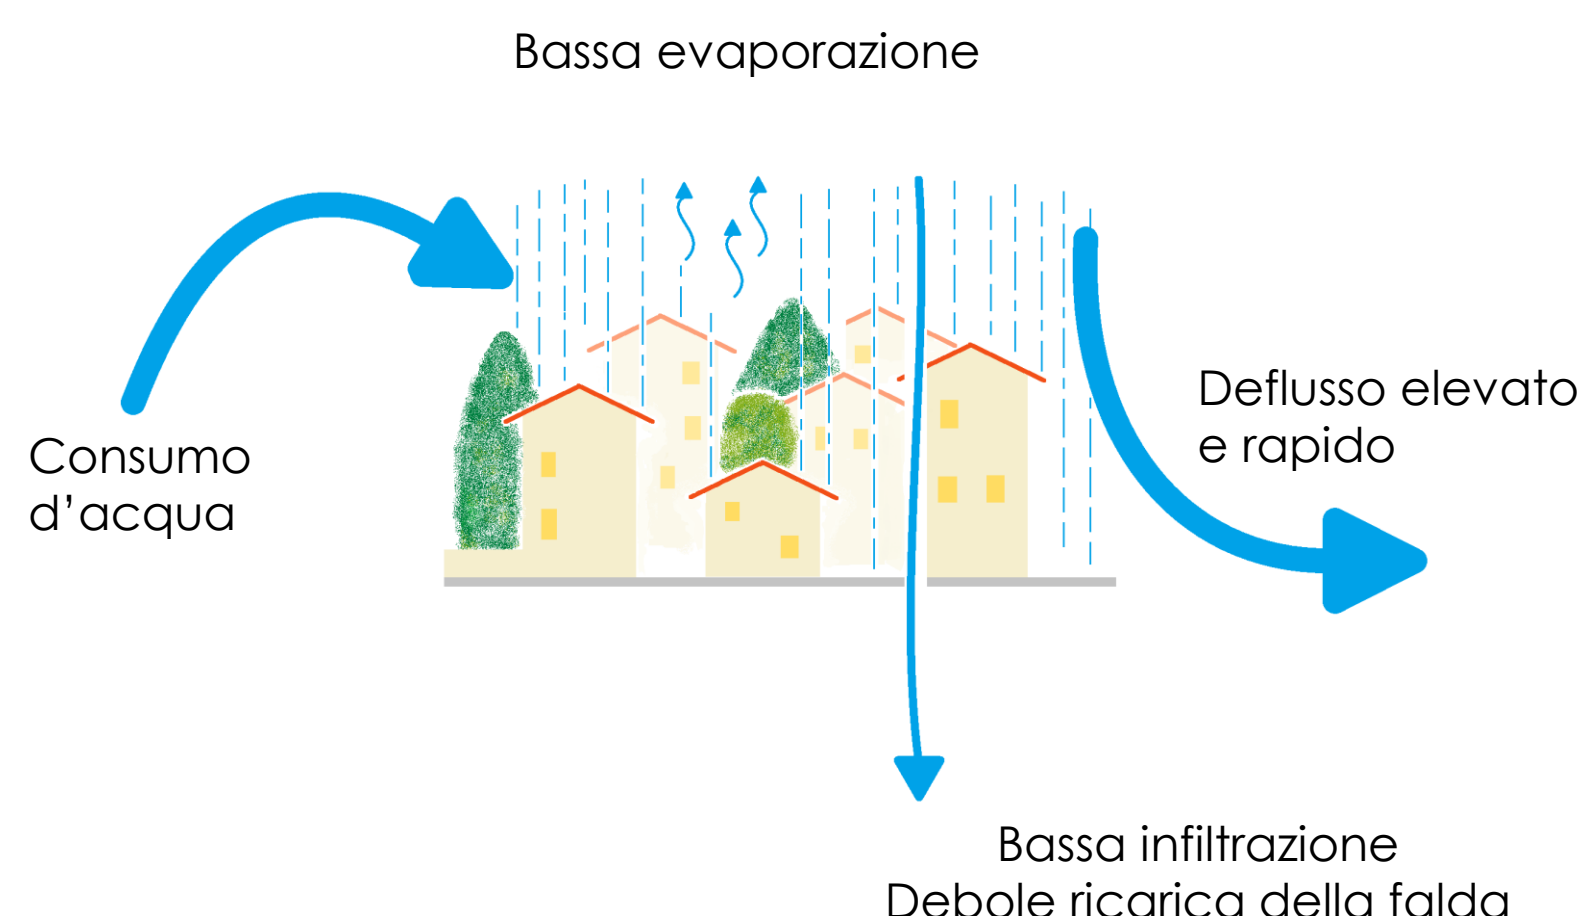 Bassa evaporazione
Consumo
d’acqua
Deflusso elevato
e rapido
Bassa infiltrazione
Debole ricarica della falda